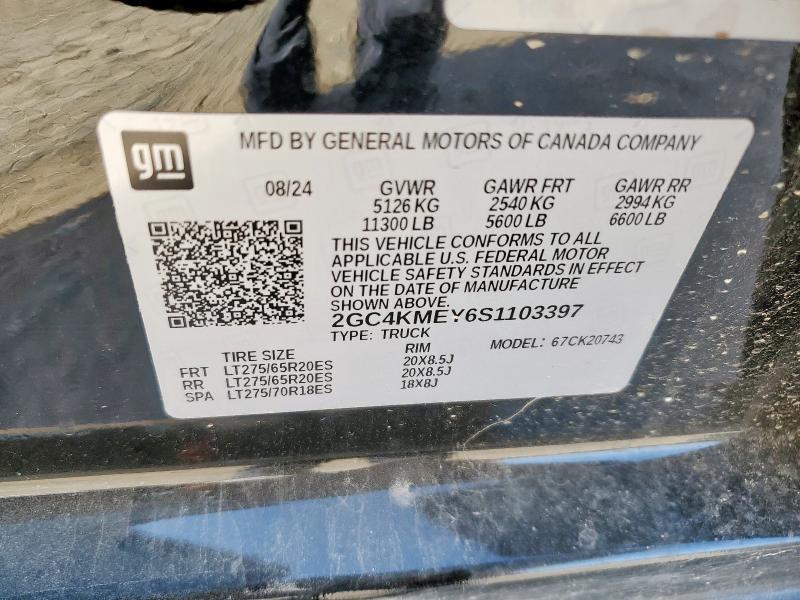 gm
MFD BY GENERAL MOTORS OF CANADA COMPANY
08/24 GVWR GAWR FRT GAWR RR
5126 KG 2540 KG 2994 KG
11300 LB 5600 LB 6600 LB
THIS VEHICLE CONFORMS TO ALL
APPLICABLE U.S. FEDERAL MOTOR
VEHICLE SAFETY STANDARDS IN EFFECT
ON THE DATE OF MANUFACTURE
SHOWN ABOVE.
2GC4KMEY6S1103397
TYPE: TRUCK MODEL: 67CK20743
TIRE SIZE RIM
FRT LT275/65R20ES 20X8.5J
RR LT275/65R20ES 20X8.5J
SPA LT275/70R18ES 18X8J